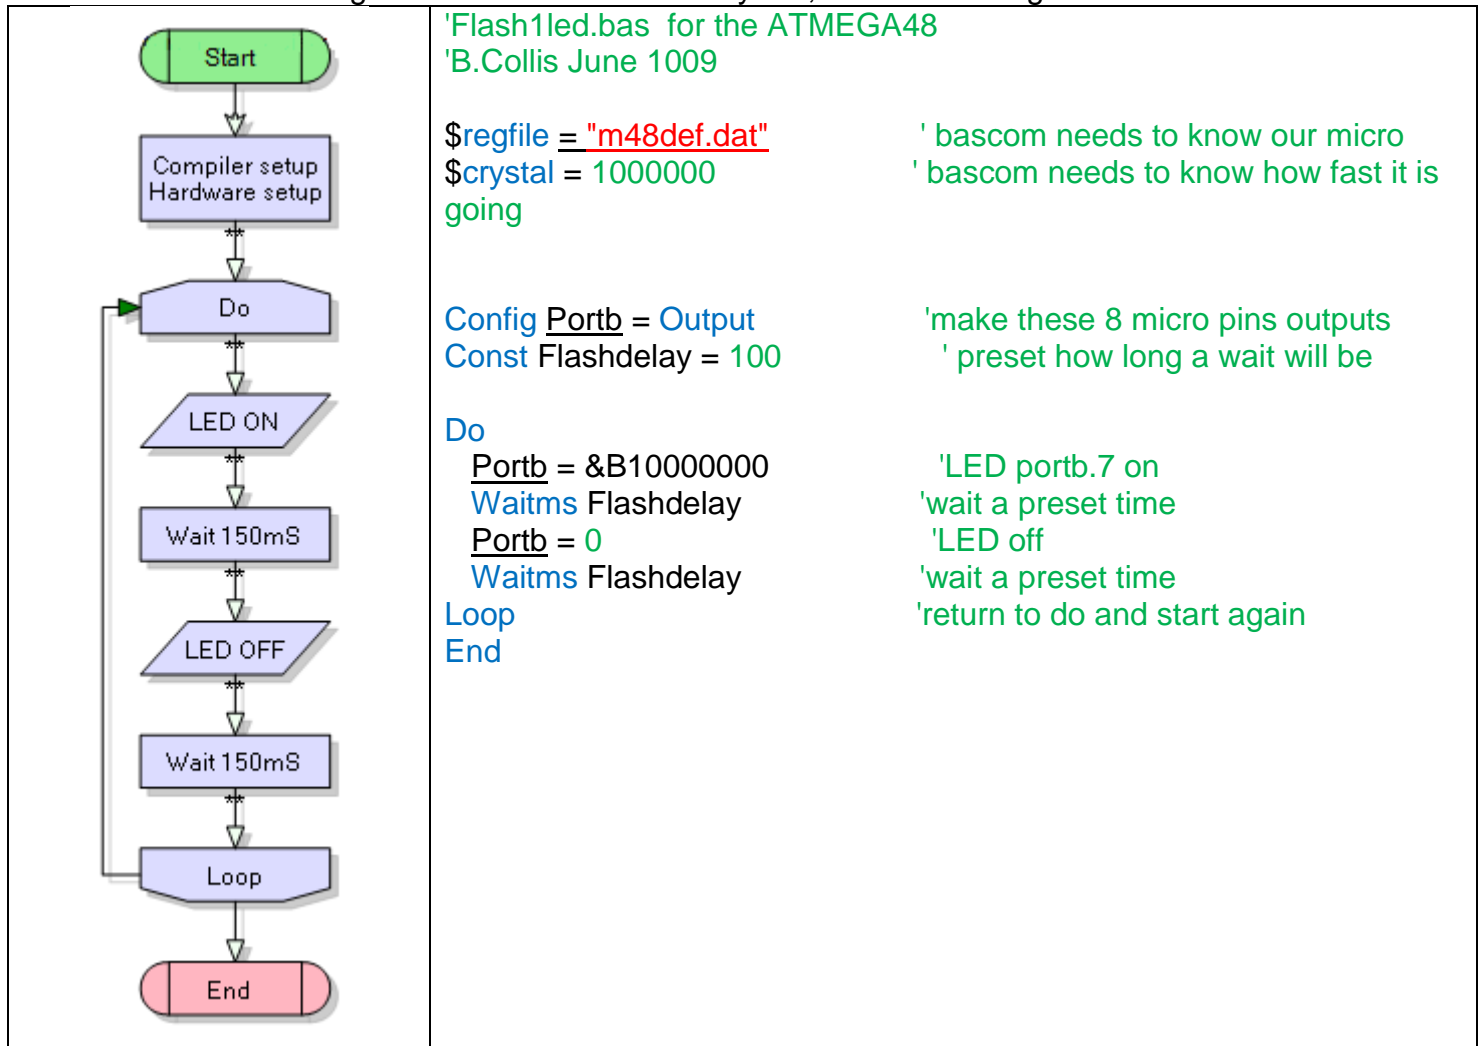 Start
Compiler setup
Hardware setup
Do
LED ON
Wait 150mS
LED OFF
Wait 150mS
Loop
End
'Flash1led.bas  for the ATMEGA48
'B.Collis June 1009
$regfile = "m48def.dat" ' bascom needs to know our micro
$crystal = 1000000 ' bascom needs to know how fast it is
going
Config Portb = Output 'make these 8 micro pins outputs
Const Flashdelay = 100 ' preset how long a wait will be
Do
Portb = &B10000000 'LED portb.7 on
Waitms Flashdelay 'wait a preset time
Portb = 0 'LED off
Waitms Flashdelay 'wait a preset time
Loop 'return to do and start again
End